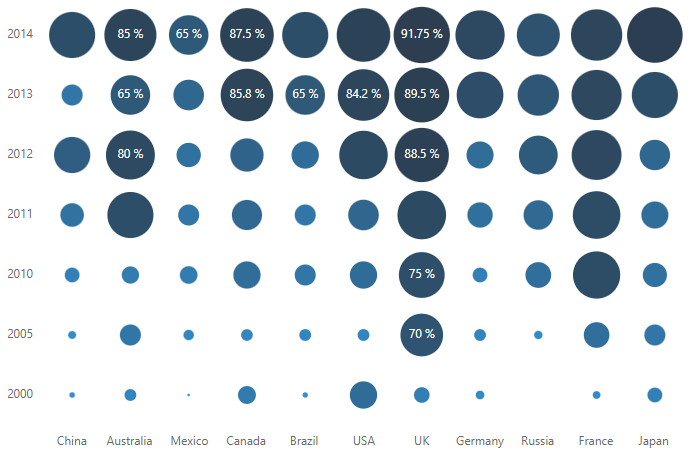 2014 85 % 65 % 87.5 % 91.75 %
2013 65 % 85.8 % 65 % 84.2 % 89.5 %
2012 80 % 88.5 %
2011
2010 75 %
2005 70 %
2000
China Australia Mexico Canada Brazil USA UK Germany Russia France Japan